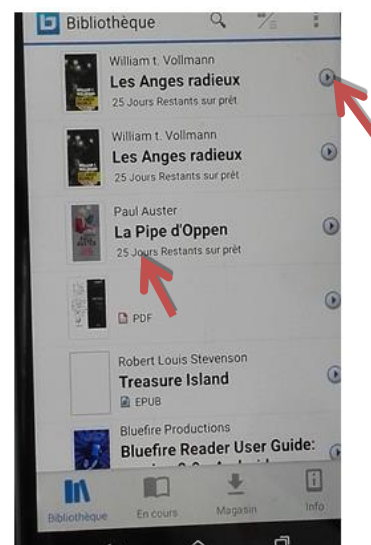 Bibliothèque
William t. Vollmann
Les Anges radieux
25 Jours Restants sur prêt
William t. Vollmann
Les Anges radieux
25 Jours Restants sur prêt
Paul Auster
La Pipe d'Oppen
25 Jours Restants sur prêt
PDF
Robert Louis Stevenson
Treasure Island
EPUB
Bluefire Productions
Bluefire Reader User Guide:
Bibliothèque
En cours
Magasin
Info